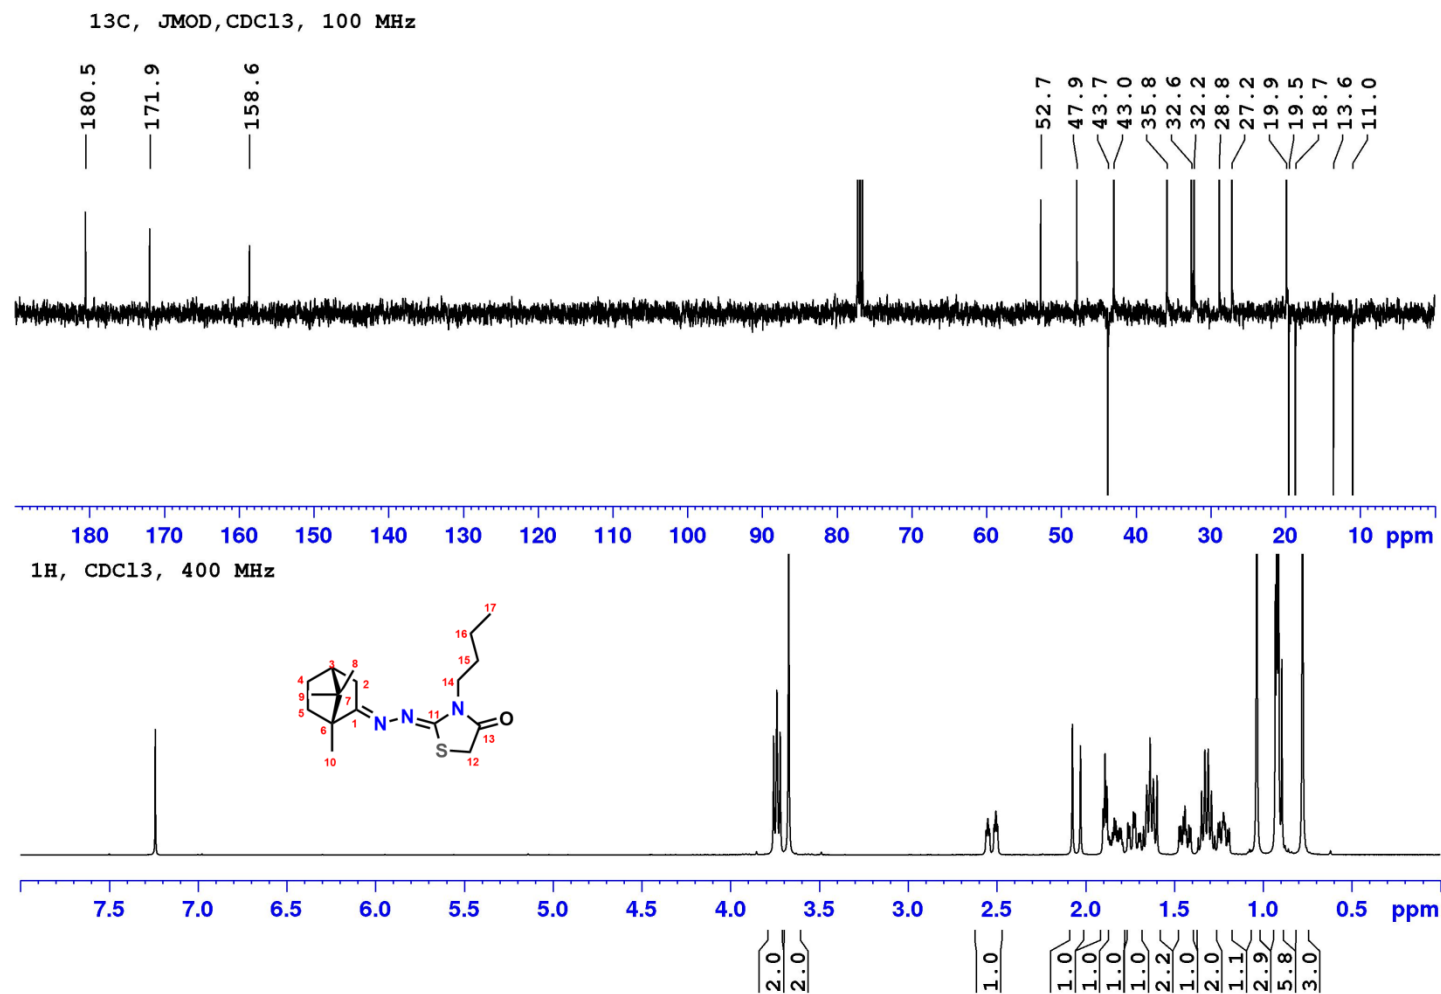 13C, JMOD,CDCl3, 100 MHz
180.5 171.9 158.6 52.7 47.9 43.7 43.0 35.8 32.6 32.2 28.8 27.2 19.9 19.5 18.7 13.6 11.0
180 170 160 150 140 130 120 110 100 90 80 70 60 50 40 30 20 10 ppm
1H, CDCl3, 400 MHz
17
16
15
3 8
14
4 2
9 7 N O
5 1 N N 11 13
6
S 12
10
7.5 7.0 6.5 6.0 5.5 5.0 4.5 4.0 3.5 3.0 2.5 2.0 1.5 1.0 0.5 ppm
2.0 2.0 1.0 1.0 1.0 1.0 1.0 2.2 1.0 2.0 1.1 2.9 5.8 3.0